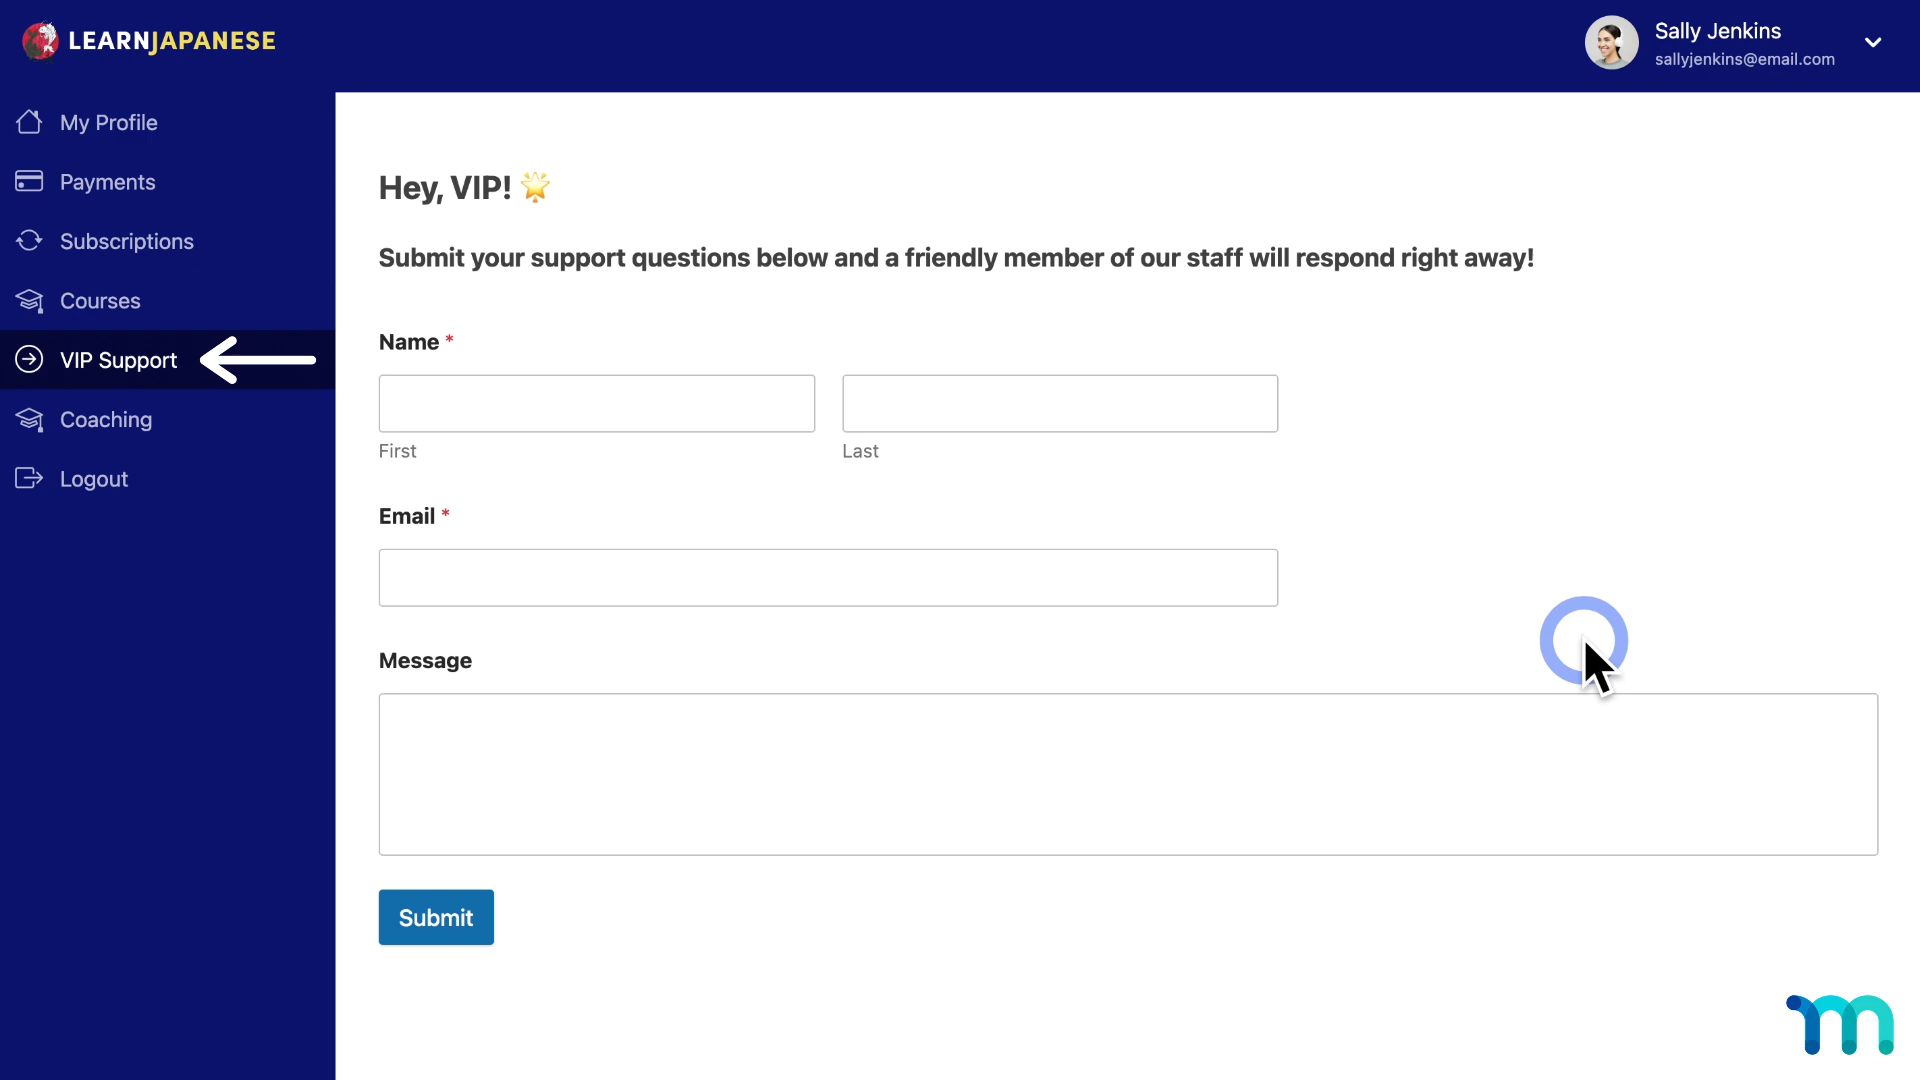 LEARNJAPANESE
Sally Jenkins
sallyjenkins@email.com
My Profile
Payments
Subscriptions
Courses
VIP Support
Coaching
Logout
Hey, VIP! 🌟
Submit your support questions below and a friendly member of our staff will respond right away!
Name *
First
Last
Email *
Message
Submit
m